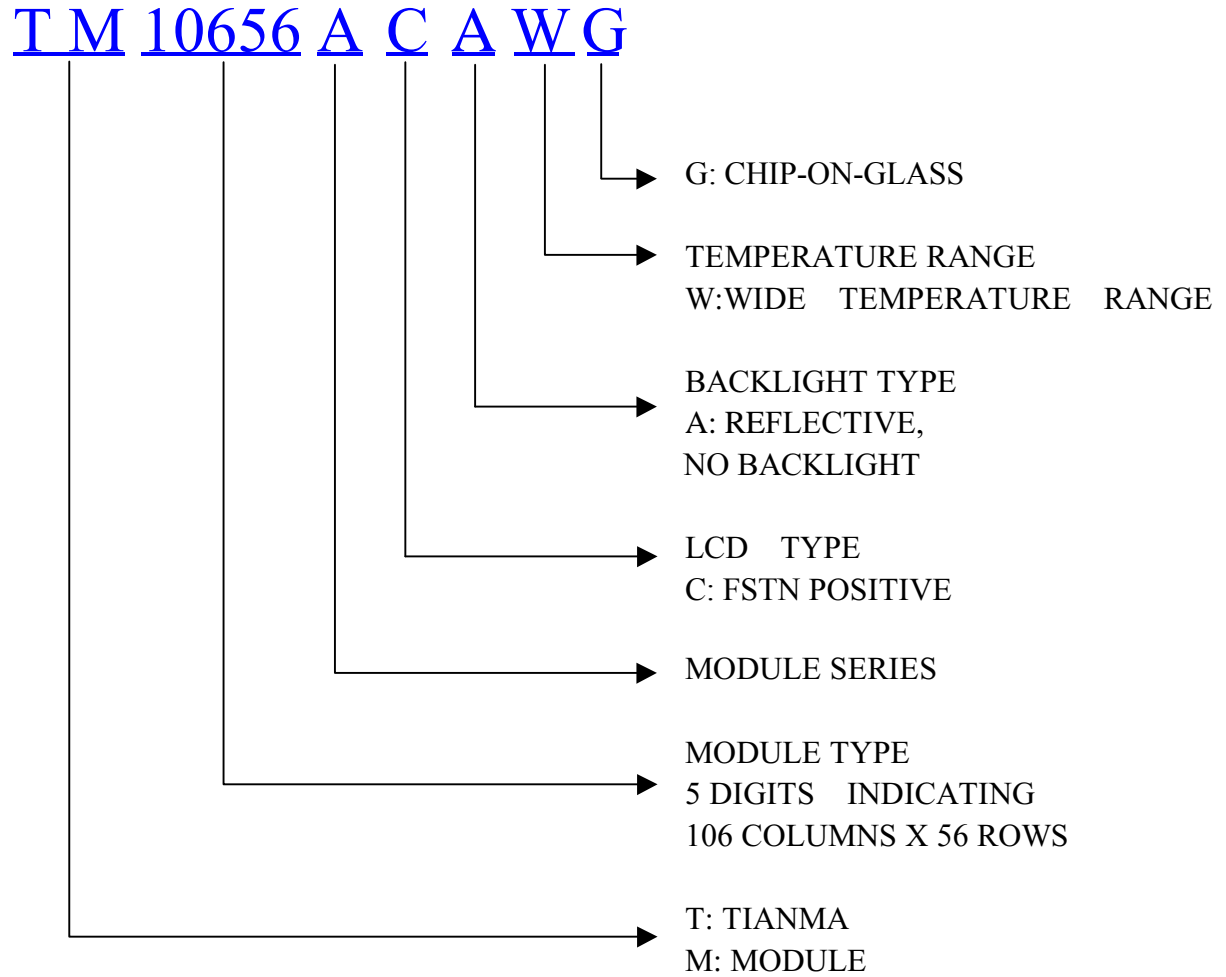 T M 10656 A C A W G
G: CHIP-ON-GLASS
TEMPERATURE RANGE
W:WIDE TEMPERATURE RANGE
BACKLIGHT TYPE
A: REFLECTIVE,
NO BACKLIGHT
LCD TYPE
C: FSTN POSITIVE
MODULE SERIES
MODULE TYPE
5 DIGITS INDICATING
106 COLUMNS X 56 ROWS
T: TIANMA
M: MODULE